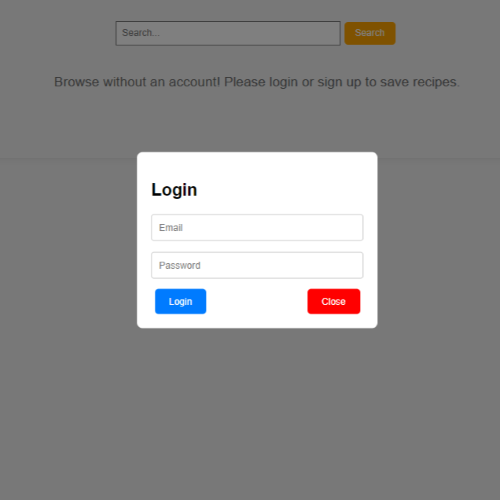 Search... Search
Browse without an account! Please login or sign up to save recipes.
Login
Email
Password
Login Close